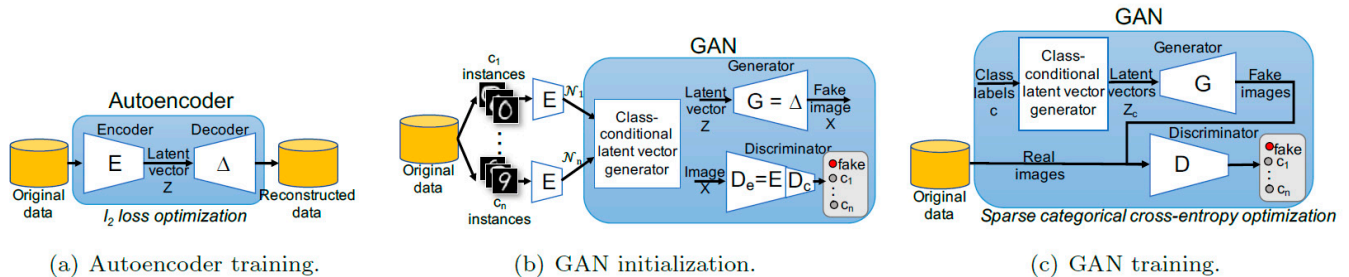 Autoencoder
Encoder
Decoder
E
Latent
vector
Z
Δ
Original
data
Reconstructed
data
l₂ loss optimization
(a) Autoencoder training.
GAN
c₁
instances
0
E
𝒩₁
9
cₙ
instances
E
𝒩ₙ
Original
data
Class-
conditional
latent vector
generator
Generator
Latent
vector
Z
G = Δ
Fake
image
X
Discriminator
Image
X
Dₑ=E
D꜀
fake
c₁
cₙ
(b) GAN initialization.
GAN
Class
labels
c
Class-
conditional
latent vector
generator
Latent
vectors
Z꜀
Generator
G
Fake
images
Original
data
Real
images
Discriminator
D
fake
c₁
cₙ
Sparse categorical cross-entropy optimization
(c) GAN training.